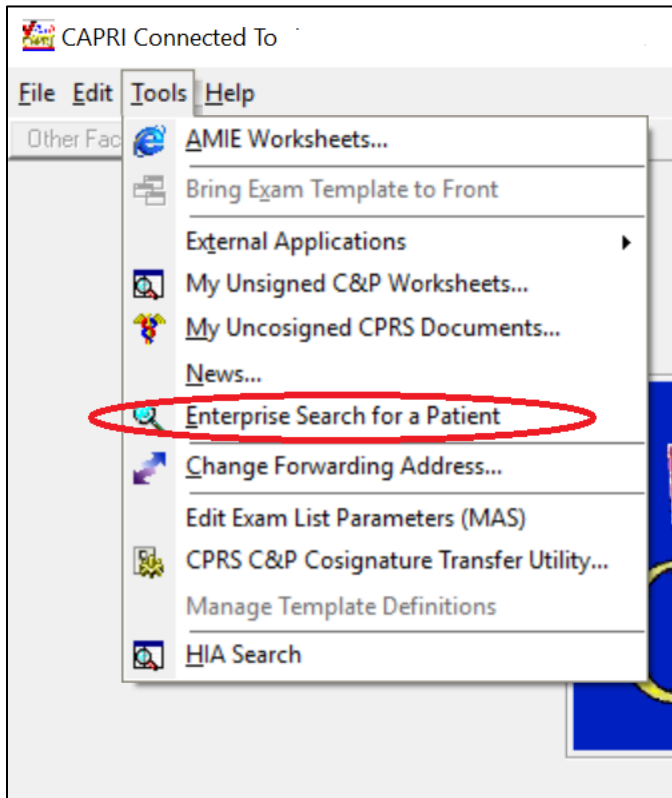 CAPRI Connected To
File Edit Tools Help
Other Fac
AMIE Worksheets...
Bring Exam Template to Front
External Applications
My Unsigned C&P Worksheets...
My Uncosigned CPRS Documents...
News...
Enterprise Search for a Patient
Change Forwarding Address...
Edit Exam List Parameters (MAS)
CPRS C&P Cosignature Transfer Utility...
Manage Template Definitions
HIA Search